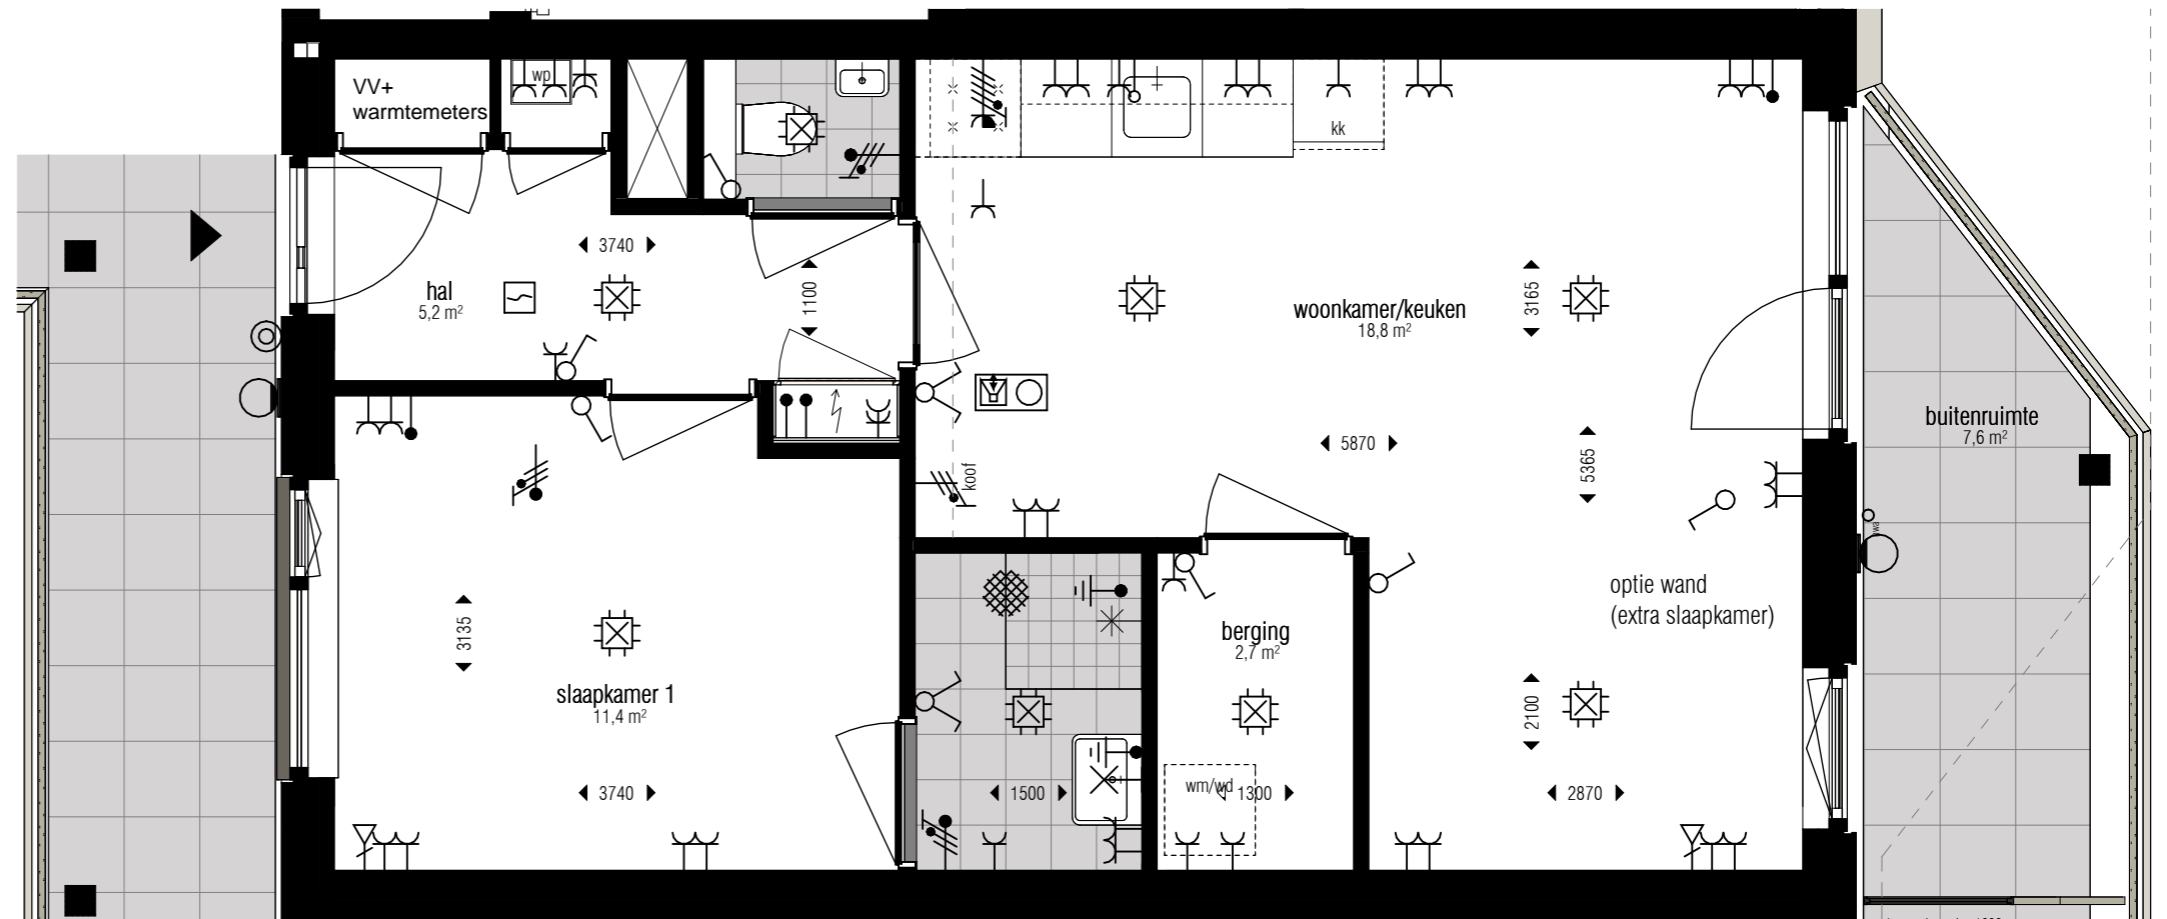 VV+
warmtemeters
wp
kk
3740
hal
5,2 m²
1100
woonkamer/keuken
18,8 m²
3165
buitenruimte
7,6 m²
5870
5365
koof
optie wand
(extra slaapkamer)
berging
2,7 m²
3135
slaapkamer 1
11,4 m²
2100
3740
1500
wm/wd
1300
2870